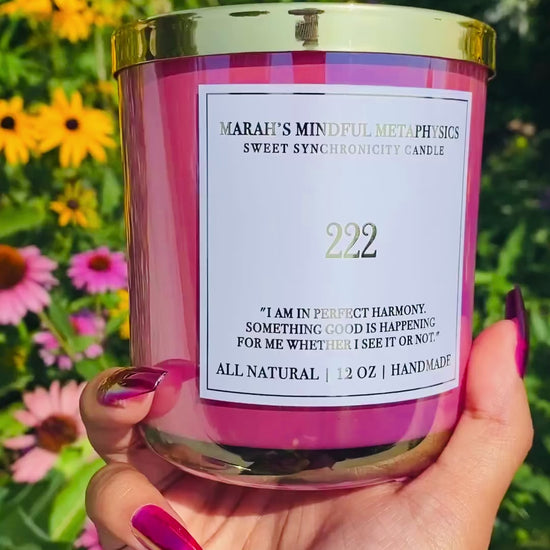 MARAH'S MINDFUL METAPHYSICS
SWEET SYNCHRONICITY CANDLE
222
"I AM IN PERFECT HARMONY.
SOMETHING GOOD IS HAPPENING
FOR ME WHETHER I SEE IT OR NOT."
ALL NATURAL | 12 OZ | HANDMADE